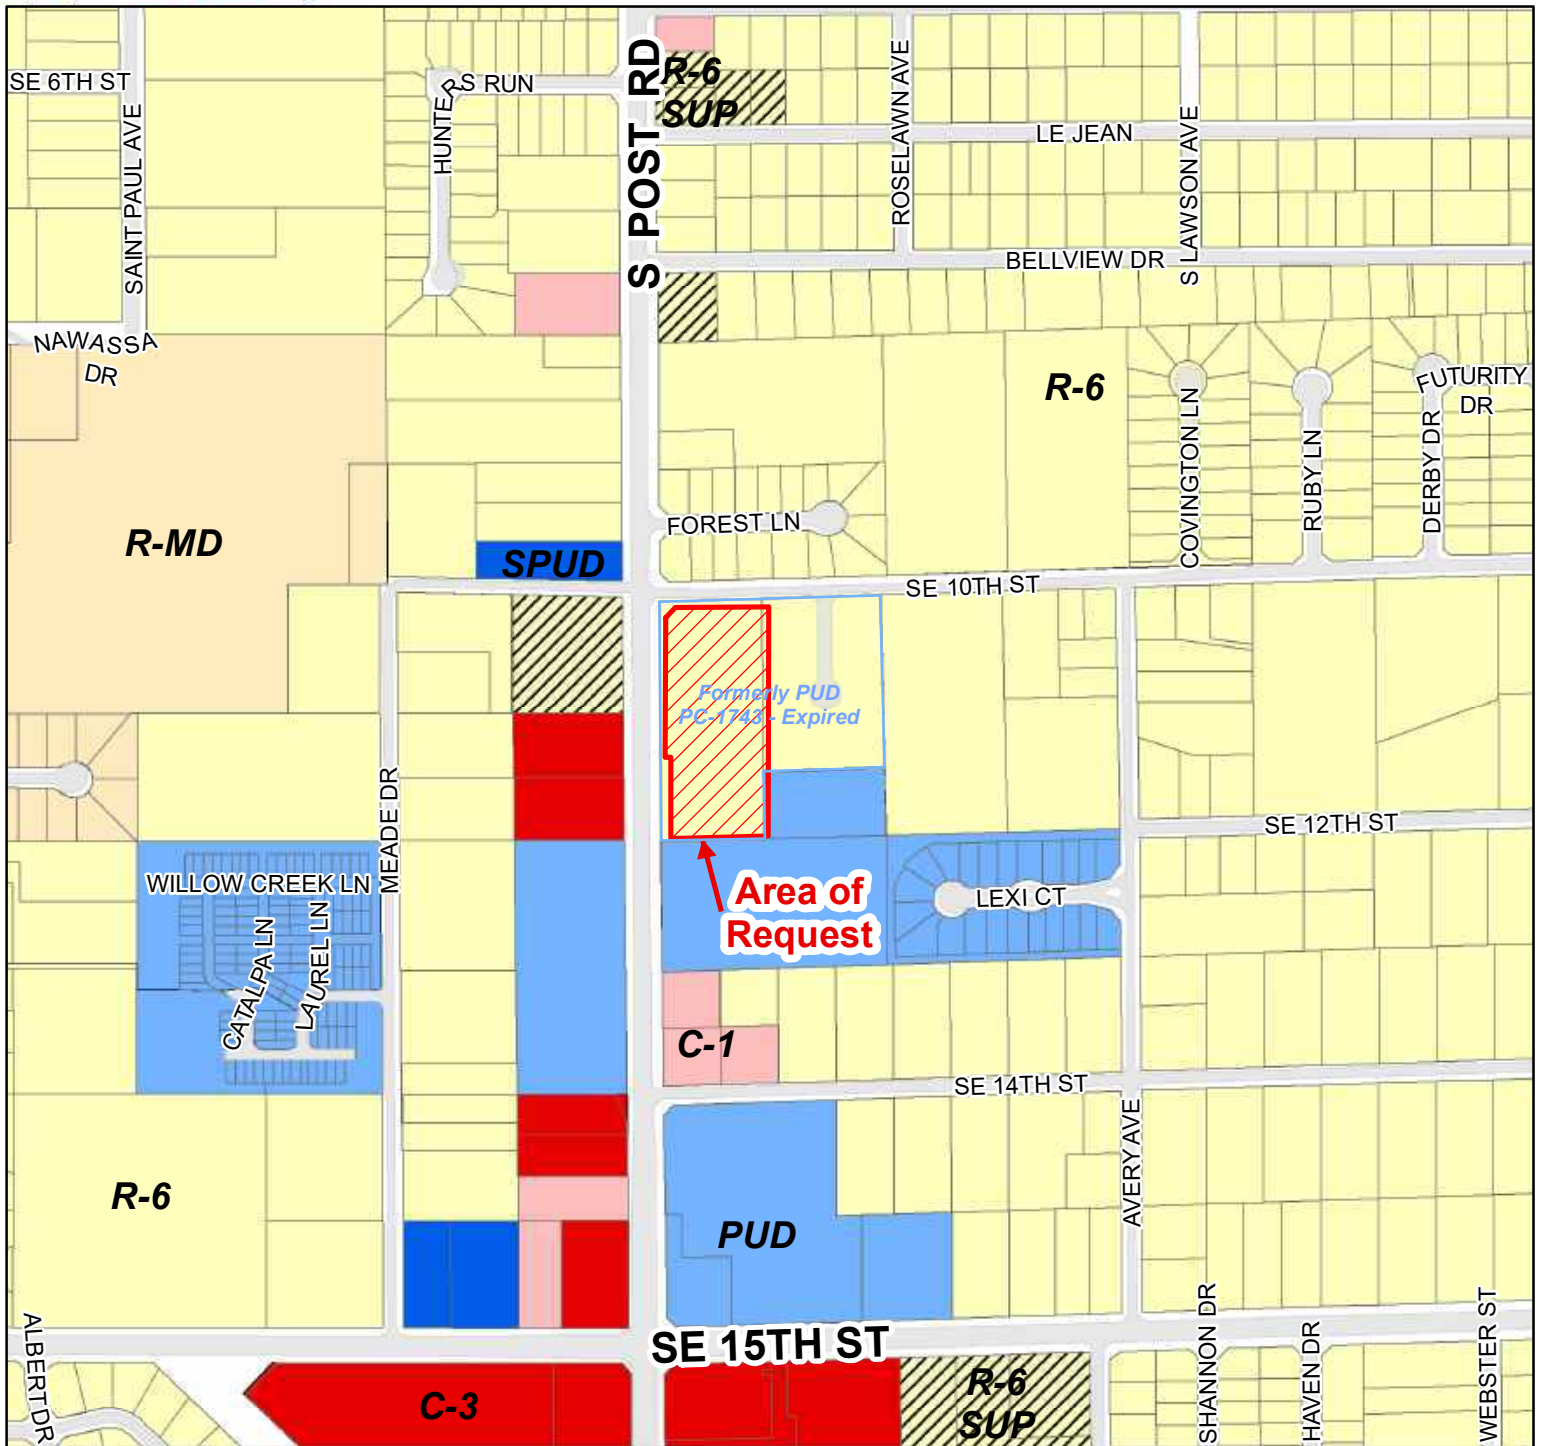 SE 6TH ST
SAINT PAUL AVE
HUNTERS RUN
S POST RD
R-6
SUP
ROSELAWN AVE
LE JEAN
S LAWSON AVE
BELLVIEW DR
NAWASSA
DR
R-6
COVINGTON LN
RUBY LN
DERBY DR
FUTURITY
DR
R-MD
FOREST LN
SPUD
SE 10TH ST
Formerly PUD
PC-1743 - Expired
MEADE DR
SE 12TH ST
WILLOW CREEK LN
CATALPA LN
LAUREL LN
Area of
Request
LEXI CT
C-1
SE 14TH ST
AVERY AVE
R-6
PUD
SE 15TH ST
ALBERT DR
C-3
R-6
SUP
SHANNON DR
HAVEN DR
WEBSTER ST